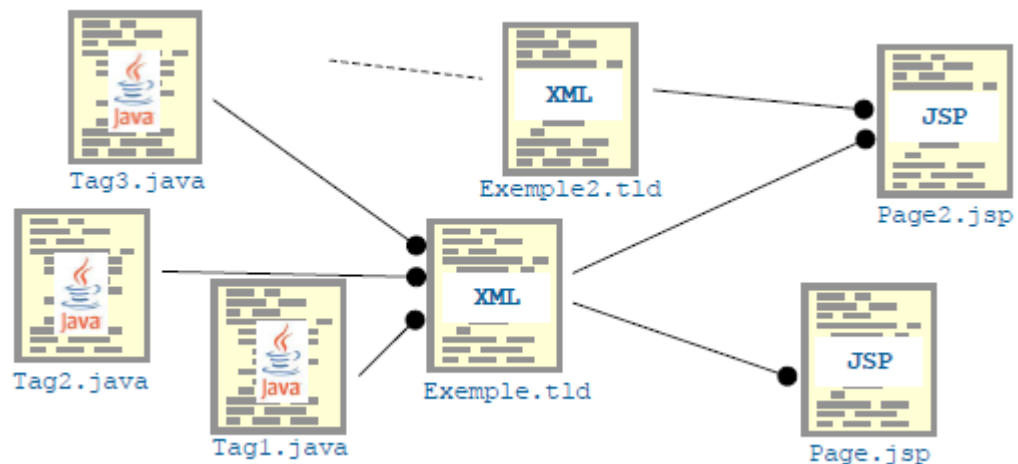 Java
Tag3.java
XML
Exemple2.tld
JSP
Page2.jsp
Java
Tag2.java
Java
Tag1.java
XML
Exemple.tld
JSP
Page.jsp